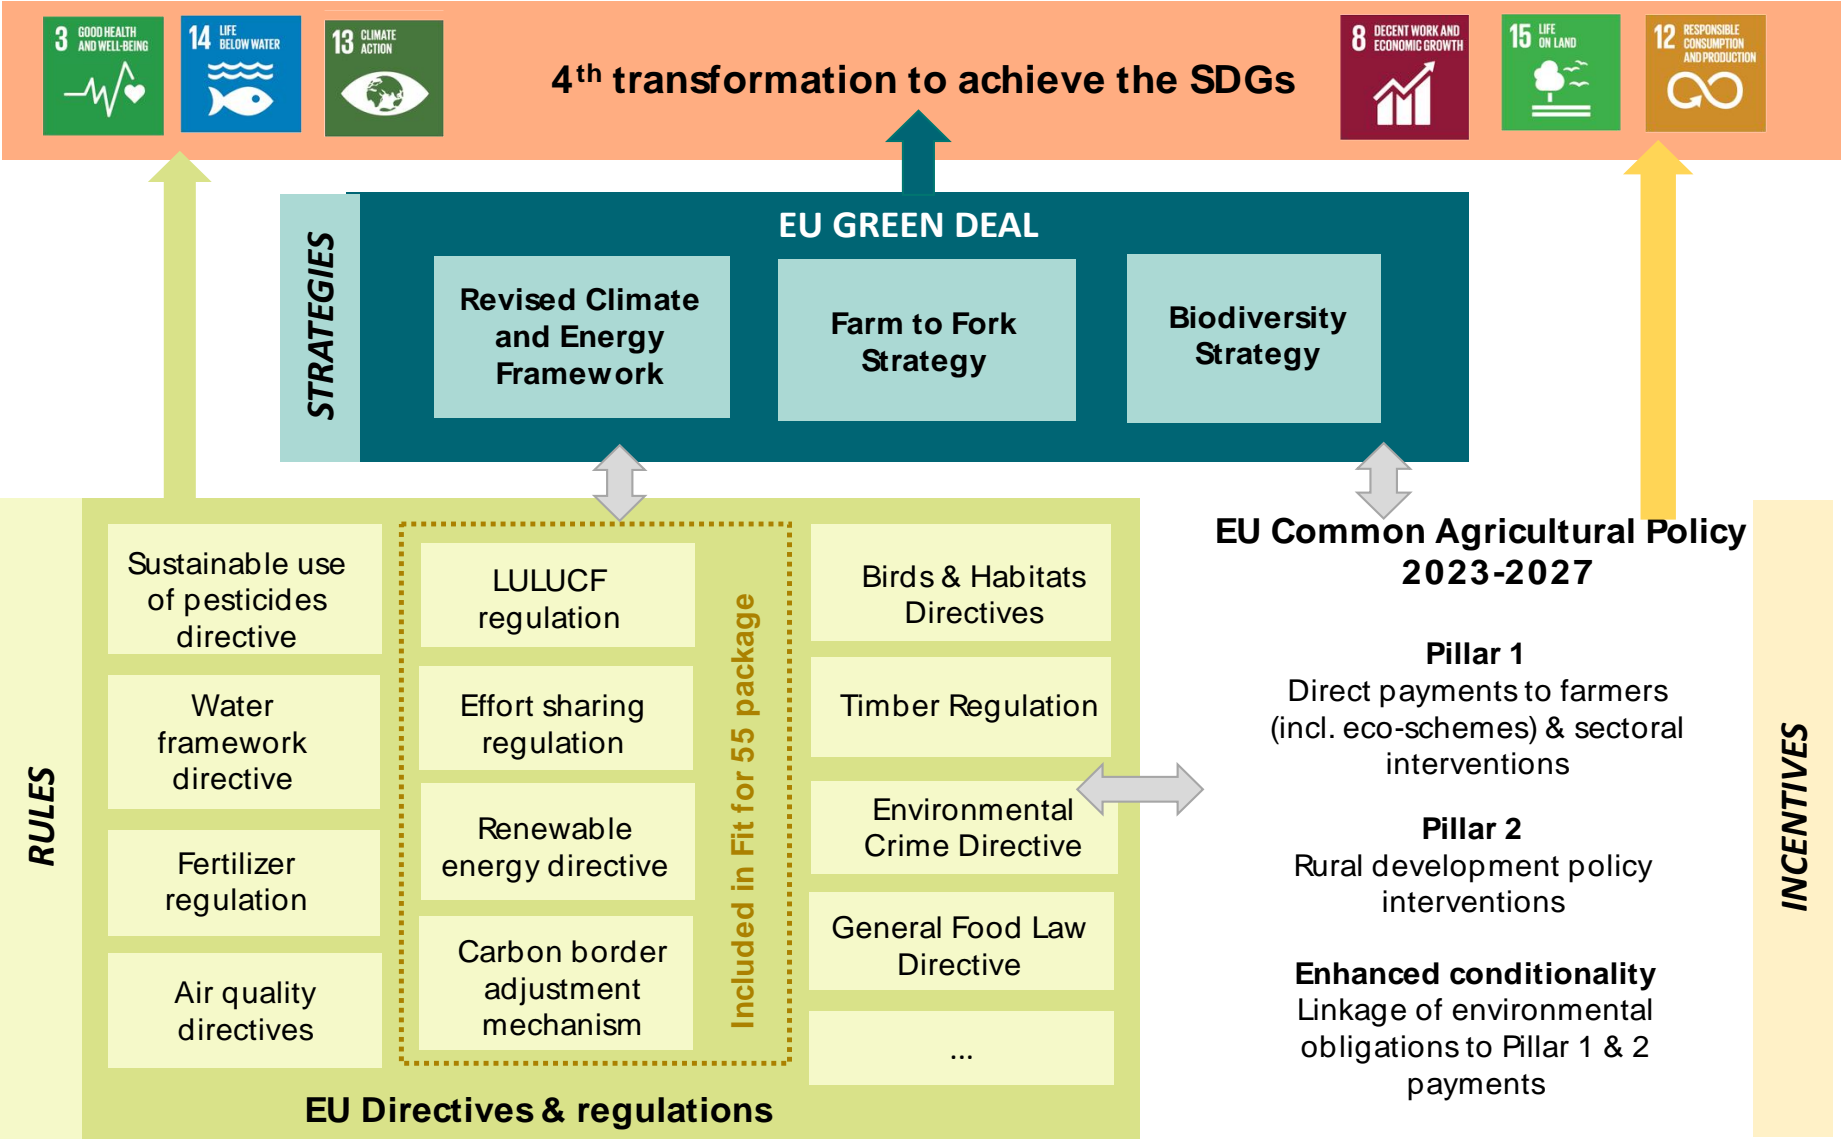 3 GOOD HEALTH
AND WELL-BEING
14 LIFE
BELOW WATER
13 CLIMATE
ACTION
4th transformation to achieve the SDGs
8 DECENT WORK AND
ECONOMIC GROWTH
15 LIFE
ON LAND
12 RESPONSIBLE
CONSUMPTION
AND PRODUCTION
STRATEGIES
EU GREEN DEAL
Revised Climate
and Energy
Framework
Farm to Fork
Strategy
Biodiversity
Strategy
RULES
Sustainable use
of pesticides
directive
Water
framework
directive
Fertilizer
regulation
Air quality
directives
LULUCF
regulation
Effort sharing
regulation
Renewable
energy directive
Carbon border
adjustment
mechanism
Included in Fit for 55 package
Birds & Habitats
Directives
Timber Regulation
Environmental
Crime Directive
General Food Law
Directive
...
EU Directives & regulations
EU Common Agricultural Policy
2023-2027
Pillar 1
Direct payments to farmers
(incl. eco-schemes) & sectoral
interventions
Pillar 2
Rural development policy
interventions
Enhanced conditionality
Linkage of environmental
obligations to Pillar 1 & 2
payments
INCENTIVES